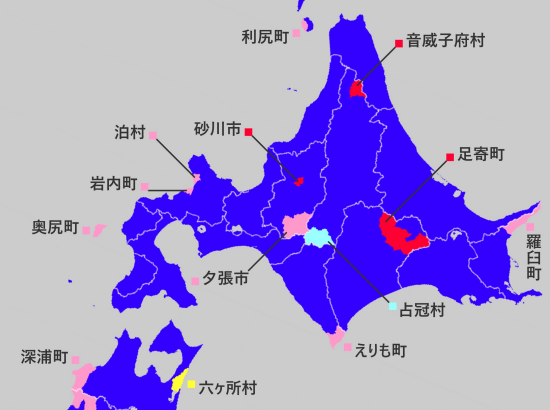 利尻町
音威子府村
泊村
砂川市
足寄町
岩内町
奥尻町
羅臼町
夕張市
占冠村
えりも町
深浦町
六ヶ所村